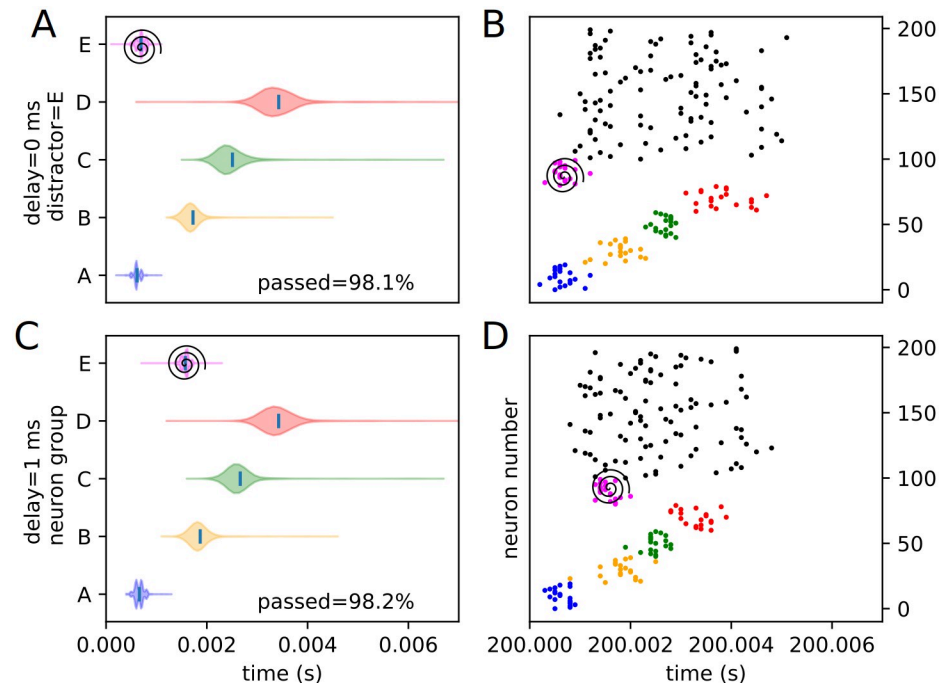 A
B
delay=0 ms
distractor=E
E
D
C
B
A
passed=98.1%
200
150
100
50
0
C
D
delay=1 ms
neuron group
E
D
C
B
A
passed=98.2%
0.000
0.002
0.004
0.006
time (s)
neuron number
200
150
100
50
0
200.000
200.002
200.004
200.006
time (s)